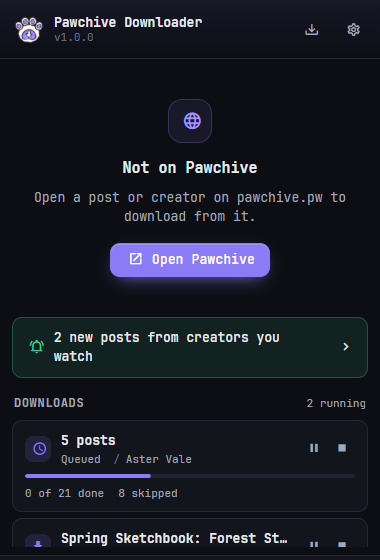 Pawchive Downloader
v1.0.0
Not on Pawchive
Open a post or creator on pawchive.pw to
download from it.
Open Pawchive
2 new posts from creators you
watch
DOWNLOADS
2 running
5 posts
Queued / Aster Vale
0 of 21 done 8 skipped
Spring Sketchbook: Forest St…